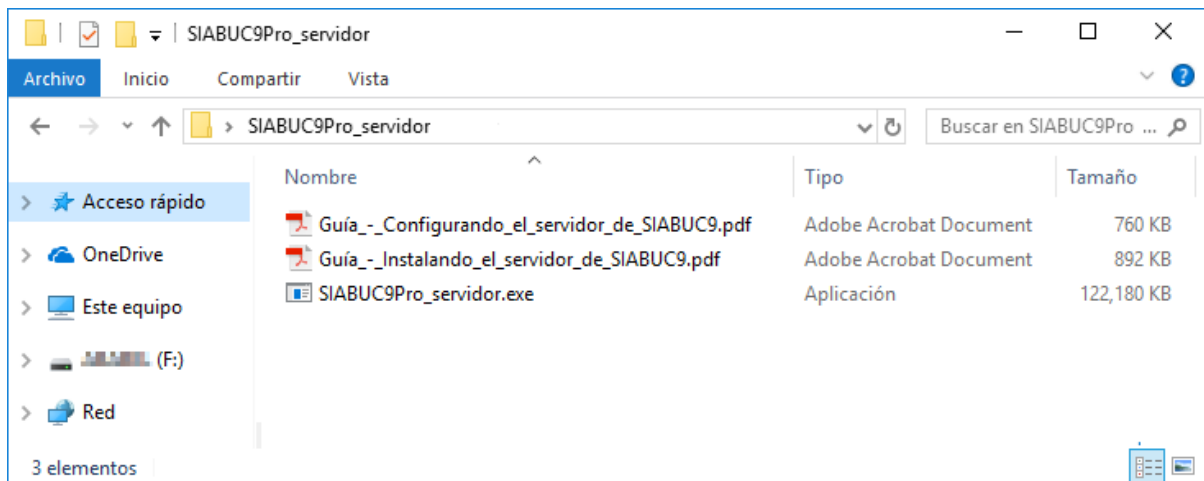 SIABUC9Pro_servidor
Archivo Inicio Compartir Vista
SIABUC9Pro_servidor Buscar en SIABUC9Pro ...
Nombre Tipo Tamaño
Acceso rápido
OneDrive
Este equipo
(F:)
Red
Guía_-_Configurando_el_servidor_de_SIABUC9.pdf Adobe Acrobat Document 760 KB
Guía_-_Instalando_el_servidor_de_SIABUC9.pdf Adobe Acrobat Document 892 KB
SIABUC9Pro_servidor.exe Aplicación 122,180 KB
3 elementos